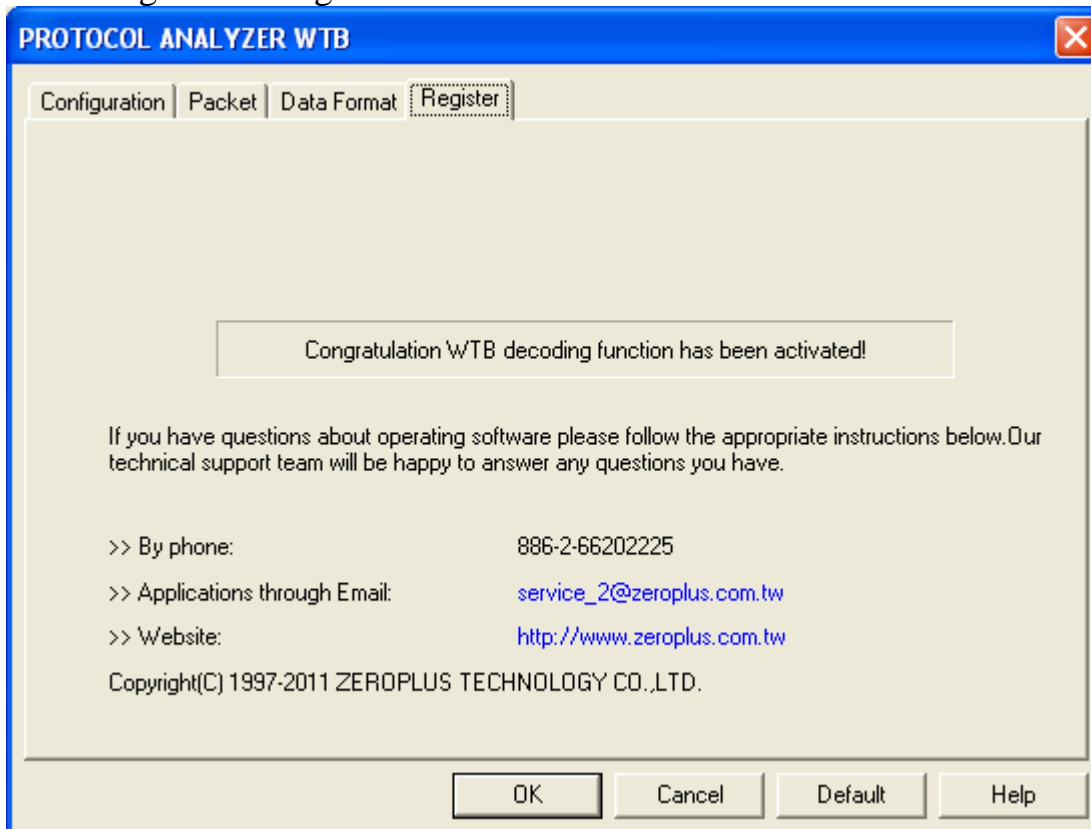 PROTOCOL ANALYZER WTB
Configuration Packet Data Format Register
Congratulation WTB decoding function has been activated!
If you have questions about operating software please follow the appropriate instructions below.Our
technical support team will be happy to answer any questions you have.
>> By phone: 886-2-66202225
>> Applications through Email: service_2@zeroplus.com.tw
>> Website: http://www.zeroplus.com.tw
Copyright(C) 1997-2011 ZEROPLUS TECHNOLOGY CO.,LTD.
OK Cancel Default Help